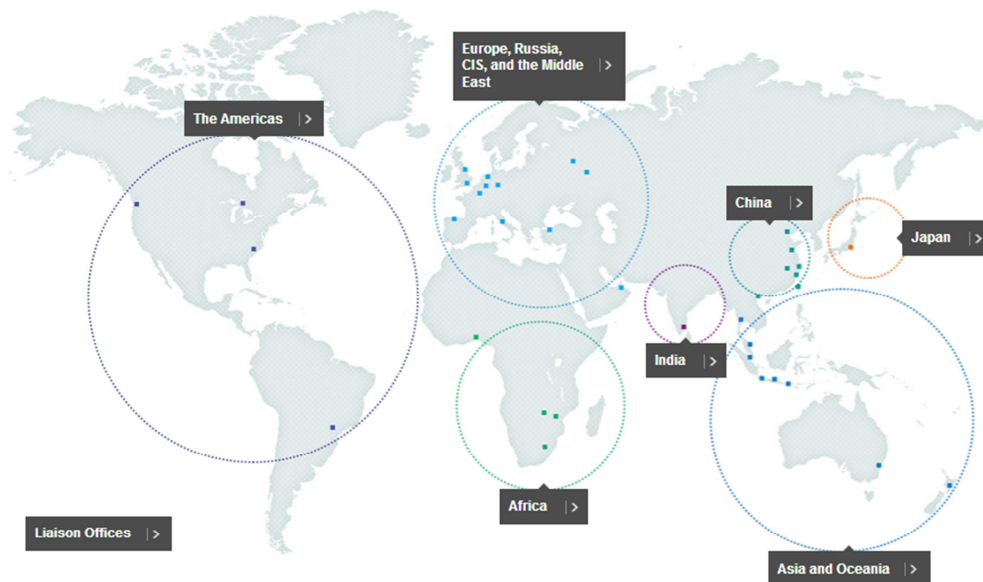 Europe, Russia,
CIS, and the Middle
East
The Americas
China
Japan
India
Africa
Liaison Offices
Asia and Oceania